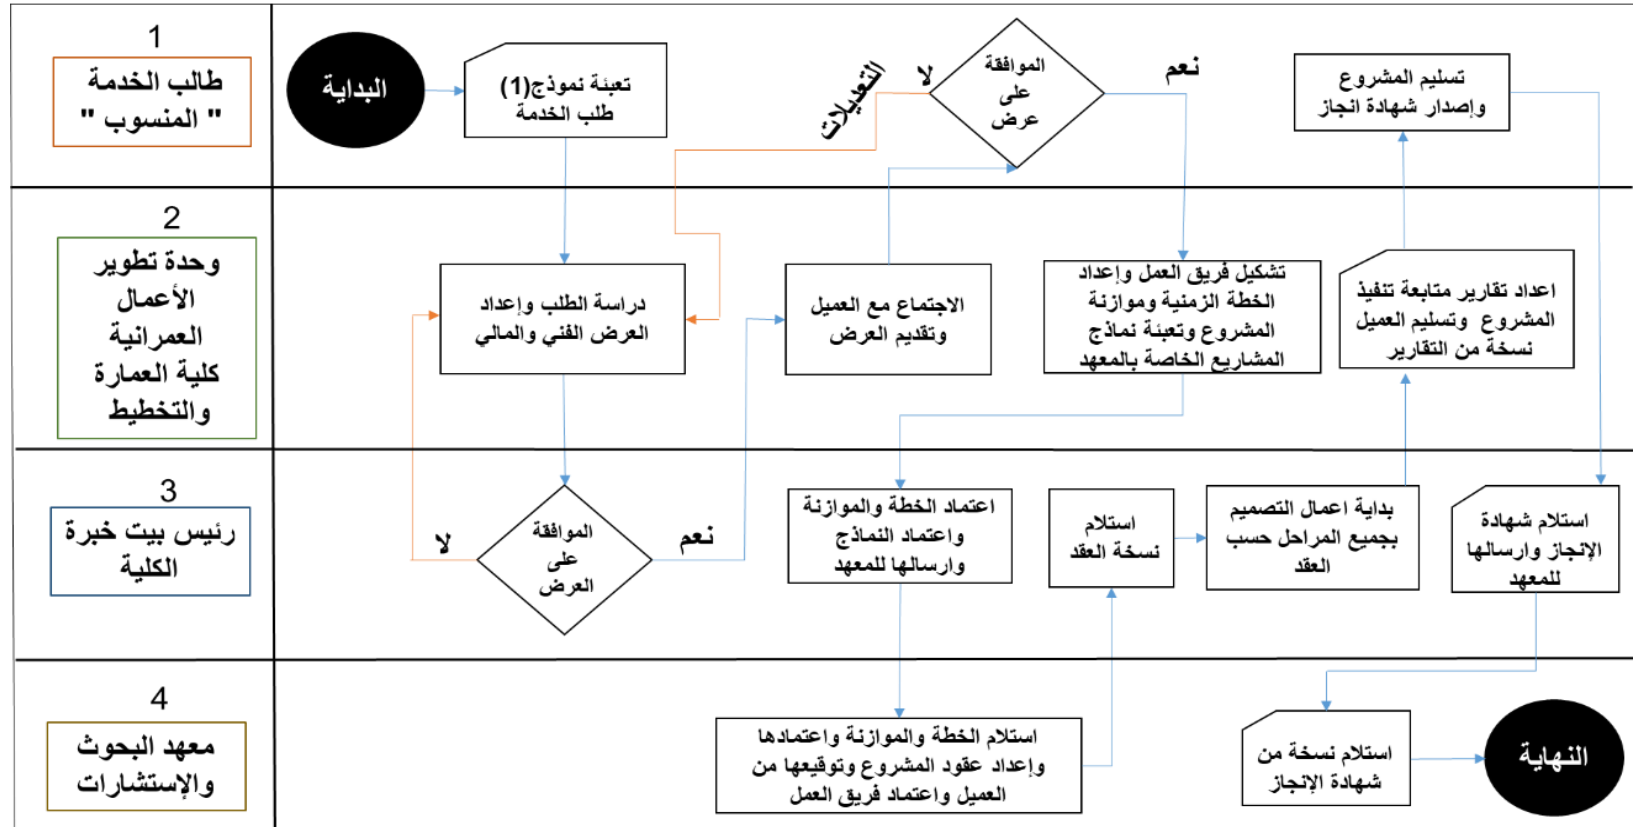 1
طالب الخدمة
" المنسوب "
البداية
تعبئة نموذج(1)
طلب الخدمة
التعديلات
لا
الموافقة
على
عرض
نعم
تسليم المشروع
وإصدار شهادة انجاز
2
وحدة تطوير
الأعمال
العمرانية
كلية العمارة
والتخطيط
دراسة الطلب وإعداد
العرض الفني والمالي
الاجتماع مع العميل
وتقديم العرض
تشكيل فريق العمل وإعداد
الخطة الزمنية وموازنة
المشروع وتعبئة نماذج
المشاريع الخاصة بالمعهد
اعداد تقارير متابعة تنفيذ
المشروع وتسليم العميل
نسخة من التقارير
3
رئيس بيت خبرة
الكلية
لا
الموافقة
على
العرض
نعم
اعتماد الخطة والموازنة
واعتماد النماذج
وارسالها للمعهد
استلام
نسخة العقد
بداية اعمال التصميم
بجميع المراحل حسب
العقد
استلام شهادة
الإنجاز وارسالها
للمعهد
4
معهد البحوث
والإستشارات
استلام الخطة والموازنة واعتمادها
وإعداد عقود المشروع وتوقيعها من
العميل واعتماد فريق العمل
استلام نسخة من
شهادة الإنجاز
النهاية